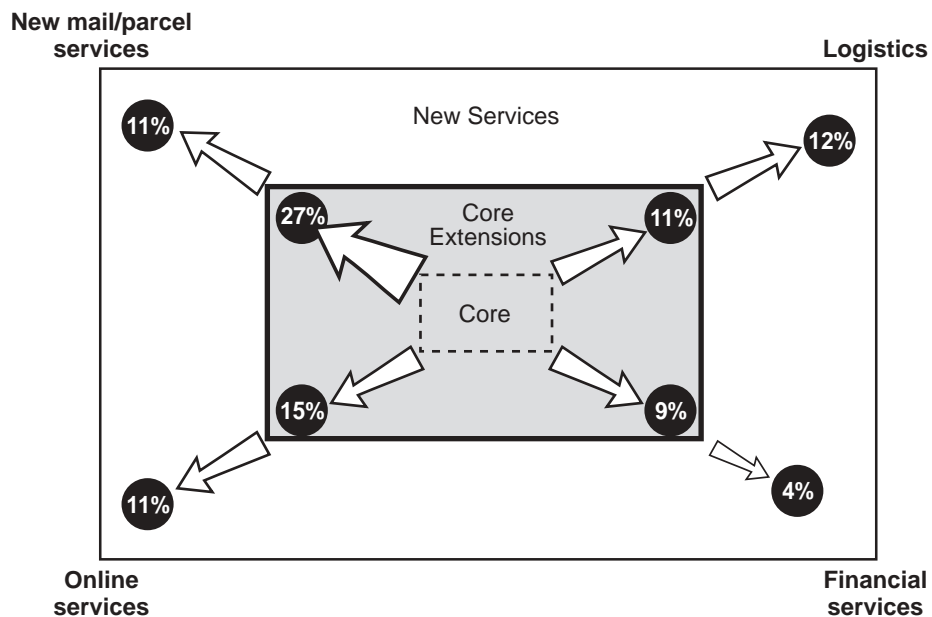 New mail/parcel
services
Logistics
New Services
11%
12%
27%
Core
Extensions
11%
Core
15%
9%
11%
4%
Online
services
Financial
services